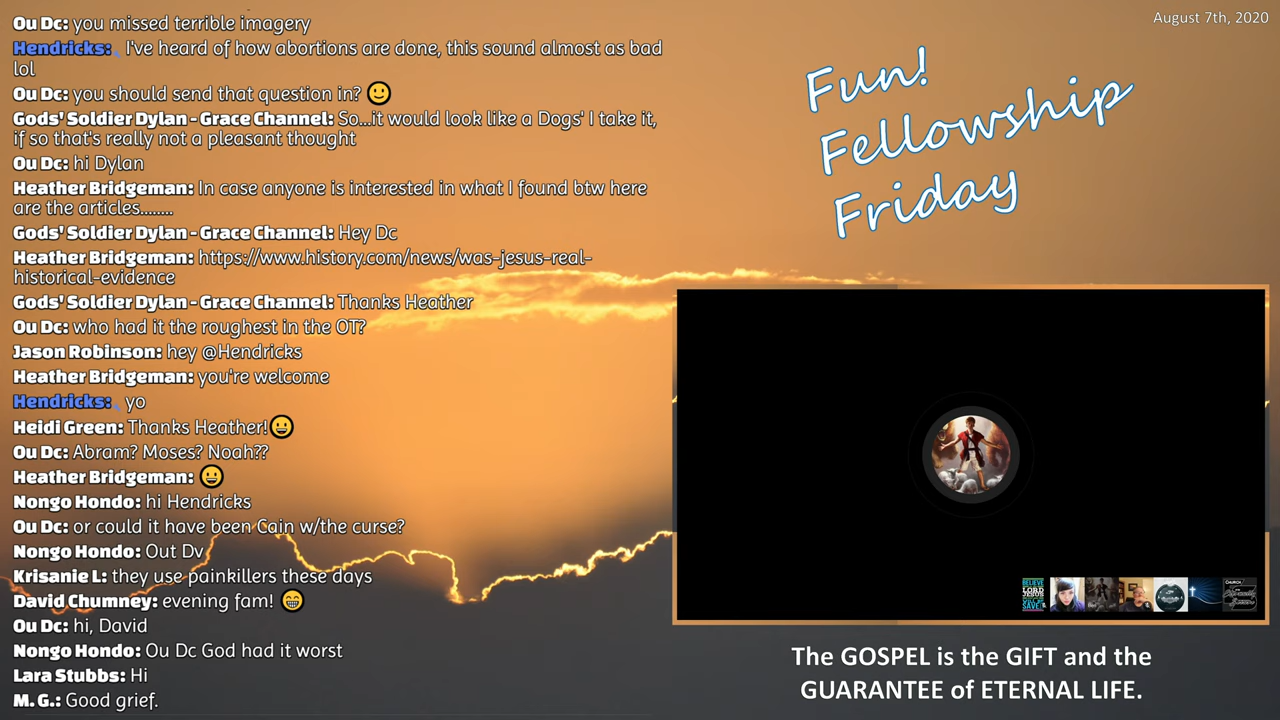 Ou Dc: you missed terrible imagery
Hendricks: I've heard of how abortions are done, this sound almost as bad
lol
Ou Dc: you should send that question in? 🙂
Gods' Soldier Dylan - Grace Channel: So...it would look like a Dogs' I take it,
if so that's really not a pleasant thought
Ou Dc: hi Dylan
Heather Bridgeman: In case anyone is interested in what I found btw here
are the articles........
Gods' Soldier Dylan - Grace Channel: Hey Dc
Heather Bridgeman: https://www.history.com/news/was-jesus-real-
historical-evidence
Gods' Soldier Dylan - Grace Channel: Thanks Heather
Ou Dc: who had it the roughest in the OT?
Jason Robinson: hey @Hendricks
Heather Bridgeman: you're welcome
Hendricks: yo
Heidi Green: Thanks Heather!😀
Ou Dc: Abram? Moses? Noah??
Heather Bridgeman: 😀
Nongo Hondo: hi Hendricks
Ou Dc: or could it have been Cain w/the curse?
Nongo Hondo: Out Dv
Krisanie L: they use painkillers these days
David Chumney: evening fam! 😁
Ou Dc: hi, David
Nongo Hondo: Ou Dc God had it worst
Lara Stubbs: Hi
M. G.: Good grief.
August 7th, 2020
Fun!
Fellowship
Friday
BELIEVE
LORD
JESUS
SAVE
CHURCH
The GOSPEL is the GIFT and the
GUARANTEE of ETERNAL LIFE.